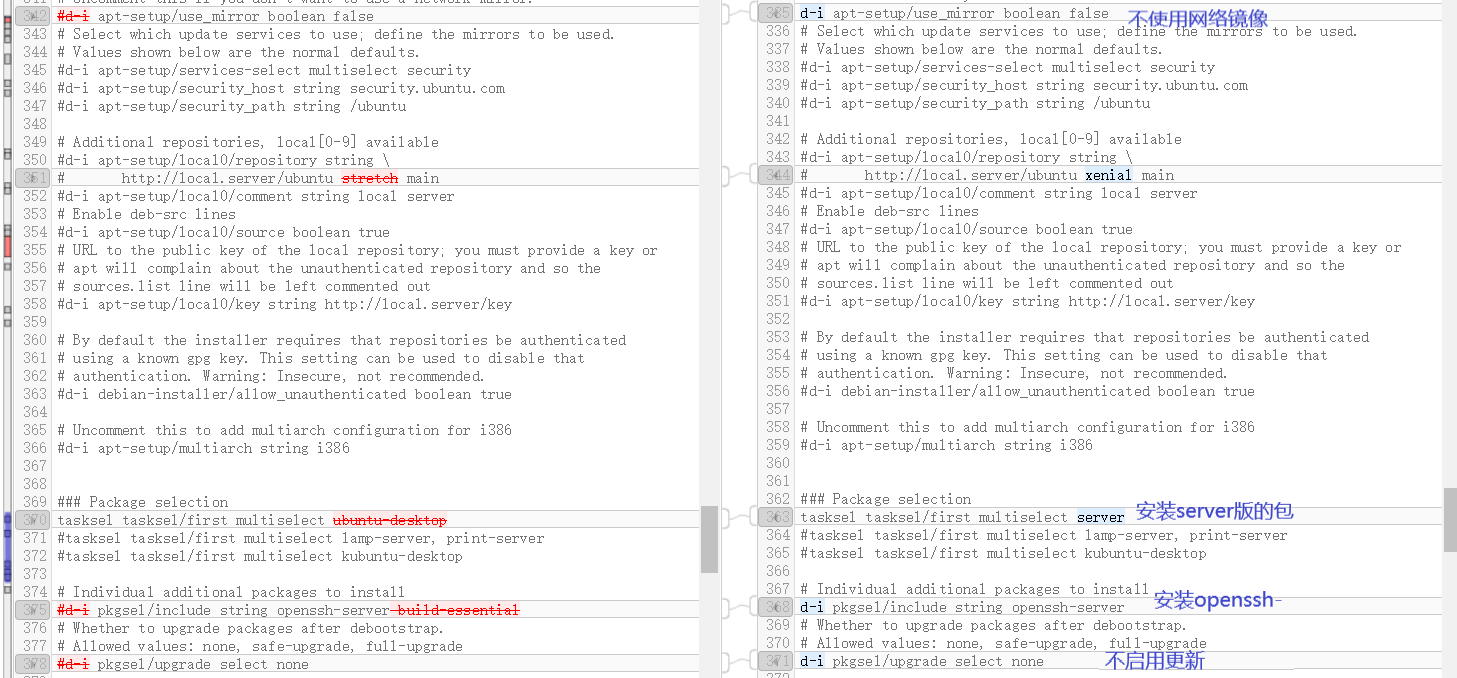 342 #d-i apt-setup/use_mirror boolean false
343 # Select which update services to use; define the mirrors to be used.
344 # Values shown below are the normal defaults.
345 #d-i apt-setup/services-select multiselect security
346 #d-i apt-setup/security_host string security.ubuntu.com
347 #d-i apt-setup/security_path string /ubuntu
348
349 # Additional repositories, local[0-9] available
350 #d-i apt-setup/local0/repository string \
351 #       http://local.server/ubuntu stretch main
352 #d-i apt-setup/local0/comment string local server
353 # Enable deb-src lines
354 #d-i apt-setup/local0/source boolean true
355 # URL to the public key of the local repository; you must provide a key or
356 # apt will complain about the unauthenticated repository and so the
357 # sources.list line will be left commented out
358 #d-i apt-setup/local0/key string http://local.server/key
359
360 # By default the installer requires that repositories be authenticated
361 # using a known gpg key. This setting can be used to disable that
362 # authentication. Warning: Insecure, not recommended.
363 #d-i debian-installer/allow_unauthenticated boolean true
364
365 # Uncomment this to add multiarch configuration for i386
366 #d-i apt-setup/multiarch string i386
367
368
369 ### Package selection
370 tasksel tasksel/first multiselect ubuntu-desktop
371 #tasksel tasksel/first multiselect lamp-server, print-server
372 #tasksel tasksel/first multiselect kubuntu-desktop
373
374 # Individual additional packages to install
375 #d-i pkgsel/include string openssh-server build-essential
376 # Whether to upgrade packages after debootstrap.
377 # Allowed values: none, safe-upgrade, full-upgrade
378 #d-i pkgsel/upgrade select none
335 d-i apt-setup/use_mirror boolean false 不使用网络镜像
336 # Select which update services to use; define the mirrors to be used.
337 # Values shown below are the normal defaults.
338 #d-i apt-setup/services-select multiselect security
339 #d-i apt-setup/security_host string security.ubuntu.com
340 #d-i apt-setup/security_path string /ubuntu
341
342 # Additional repositories, local[0-9] available
343 #d-i apt-setup/local0/repository string \
344 #       http://local.server/ubuntu xenial main
345 #d-i apt-setup/local0/comment string local server
346 # Enable deb-src lines
347 #d-i apt-setup/local0/source boolean true
348 # URL to the public key of the local repository; you must provide a key or
349 # apt will complain about the unauthenticated repository and so the
350 # sources.list line will be left commented out
351 #d-i apt-setup/local0/key string http://local.server/key
352
353 # By default the installer requires that repositories be authenticated
354 # using a known gpg key. This setting can be used to disable that
355 # authentication. Warning: Insecure, not recommended.
356 #d-i debian-installer/allow_unauthenticated boolean true
357
358 # Uncomment this to add multiarch configuration for i386
359 #d-i apt-setup/multiarch string i386
360
361
362 ### Package selection
363 tasksel tasksel/first multiselect server 安装server版的包
364 #tasksel tasksel/first multiselect lamp-server, print-server
365 #tasksel tasksel/first multiselect kubuntu-desktop
366
367 # Individual additional packages to install
368 d-i pkgsel/include string openssh-server 安装openssh-
369 # Whether to upgrade packages after debootstrap.
370 # Allowed values: none, safe-upgrade, full-upgrade
371 d-i pkgsel/upgrade select none 不启用更新